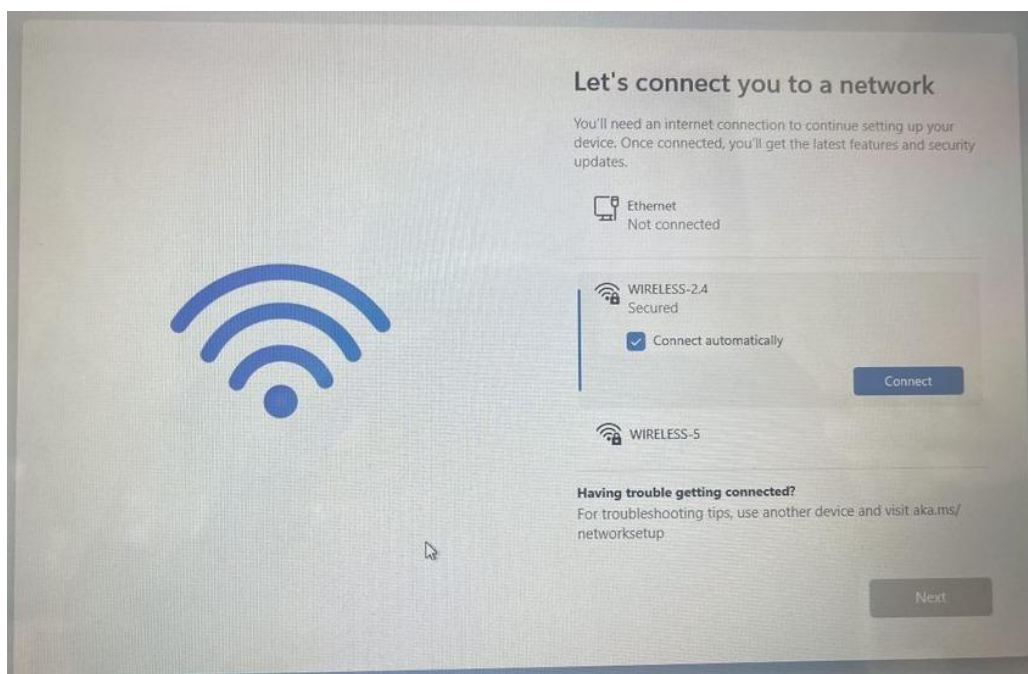 Let's connect you to a network
You'll need an internet connection to continue setting up your
device. Once connected, you'll get the latest features and security
updates.
Ethernet
Not connected
WIRELESS-2.4
Secured
Connect automatically
Connect
WIRELESS-5
Having trouble getting connected?
For troubleshooting tips, use another device and visit aka.ms/
networksetup
Next